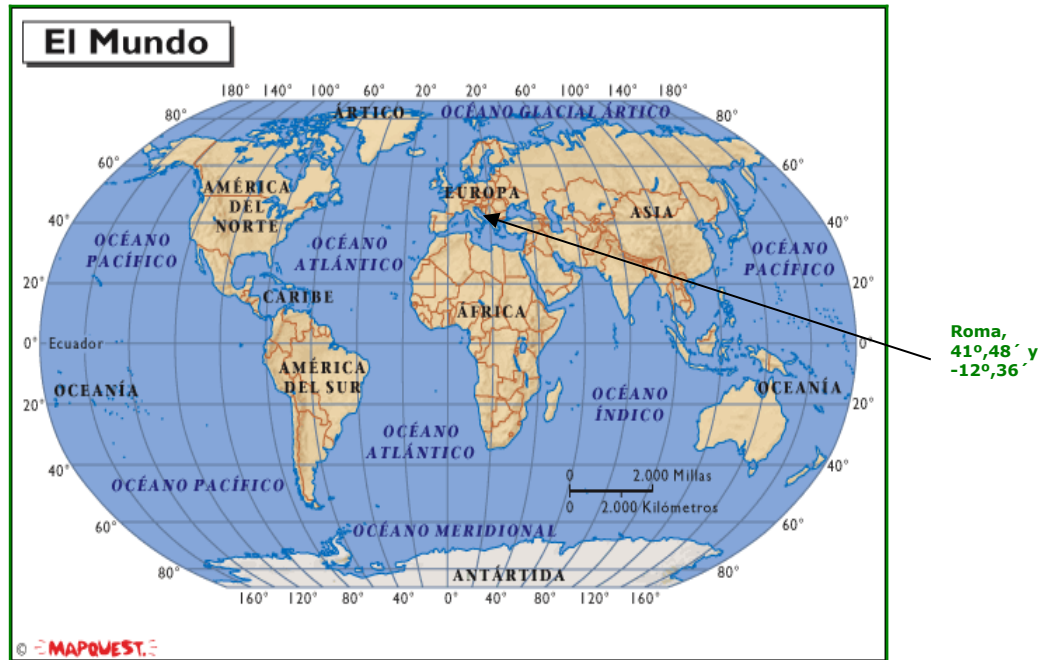 El Mundo
180° 140° 100° 60° 20° 20° 60° 100° 140° 180°
ÁRTICO
OCÉANO GLACIAL ÁRTICO
80° 80°
60° 60°
AMÉRICA
DEL
NORTE
EUROPA
ASIA
40° 40°
OCÉANO
PACÍFICO
OCÉANO
ATLÁNTICO
OCÉANO
PACÍFICO
20° 20°
CARIBE
ÁFRICA
0° Ecuador 0°
Roma,
41º,48´ y
-12º,36´
AMÉRICA
DEL SUR
OCEANÍA
OCEANÍA
OCÉANO
ÍNDICO
20° 20°
OCÉANO
ATLÁNTICO
40° 40°
OCÉANO PACÍFICO
0 2.000 Millas
0 2.000 Kilómetros
60° 60°
OCÉANO MERIDIONAL
80° 80°
ANTÁRTIDA
160° 120° 80° 40° 0° 40° 80° 120° 160°
© MAPQUEST.